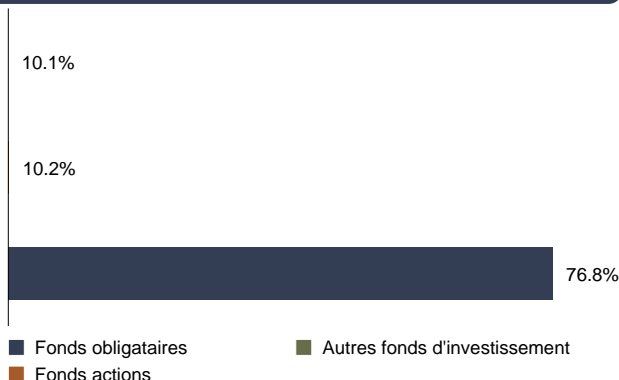 10.1%
10.2%
76.8%
Fonds obligataires
Autres fonds d'investissement
Fonds actions